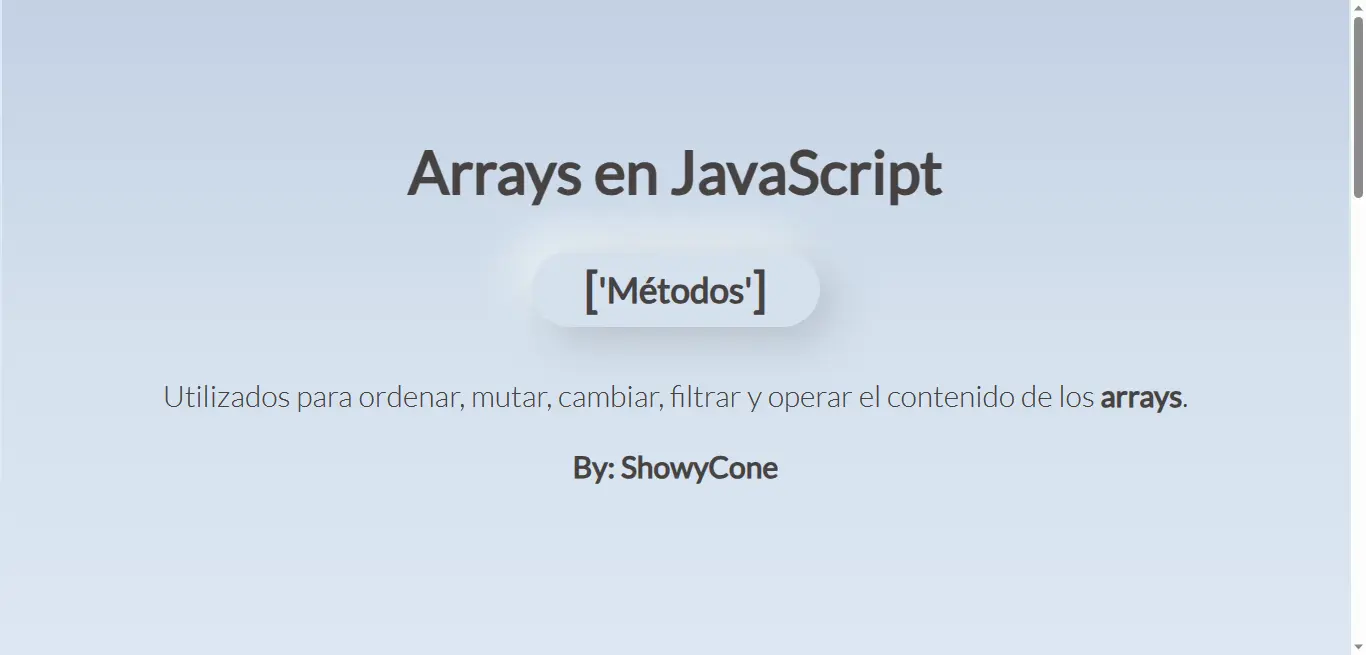 Arrays en JavaScript
['Métodos']
Utilizados para ordenar, mutar, cambiar, filtrar y operar el contenido de los arrays.
By: ShowyCone